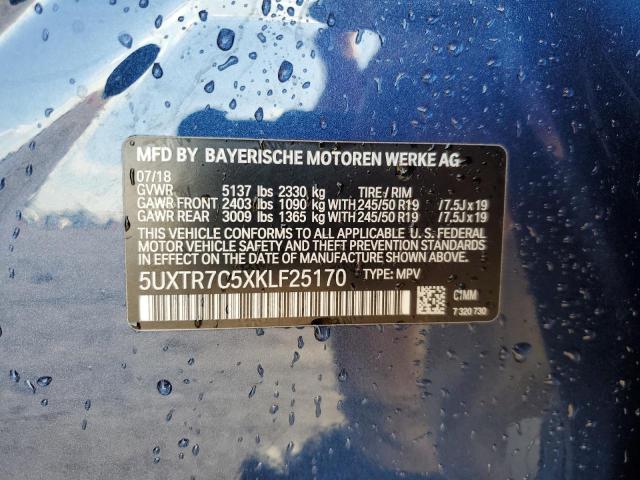 MFD BY BAYERISCHE MOTOREN WERKE AG
07/18
GVWR 5137 lbs 2330 kg TIRE / RIM
GAWR FRONT 2403 lbs 1090 kg WITH 245/50 R19 /7.5J x 19
GAWR REAR 3009 lbs 1365 kg WITH 245/50 R19 /7.5J x 19
THIS VEHICLE CONFORMS TO ALL APPLICABLE U. S. FEDERAL
MOTOR VEHICLE SAFETY, BUMPER, AND THEFT PREVENTION STANDARDS
IN EFFECT ON THE DATE OF MANUFACTURE SHOWN ABOVE.
5UXTR7C5XKLF25170 TYPE: MPV
C1MM
7 320 730